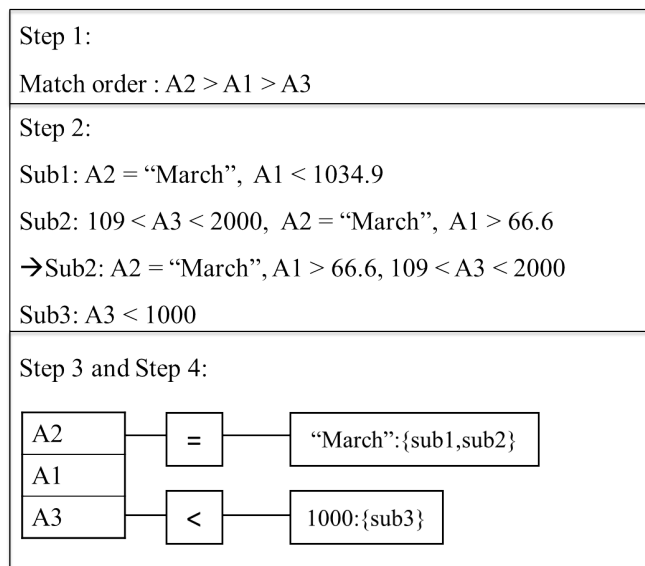 Step 1:
Match order : A2 > A1 > A3
Step 2:
Sub1: A2 = “March”, A1 < 1034.9
Sub2: 109 < A3 < 2000, A2 = “March”, A1 > 66.6
→Sub2: A2 = “March”, A1 > 66.6, 109 < A3 < 2000
Sub3: A3 < 1000
Step 3 and Step 4:
A2 = “March”:{sub1,sub2}
A1
A3 < 1000:{sub3}